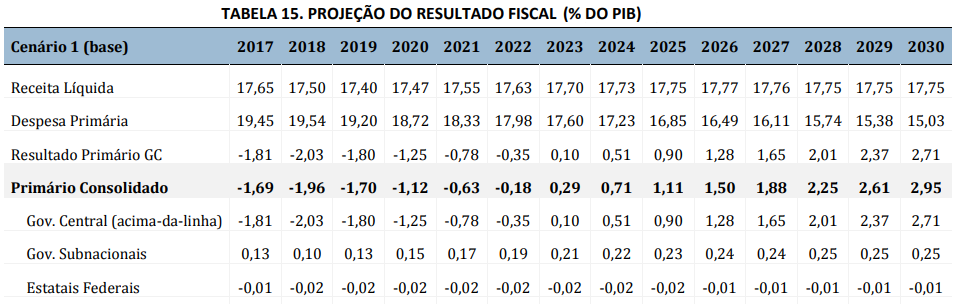 TABELA 15. PROJEÇÃO DO RESULTADO FISCAL (% DO PIB)
Cenário 1 (base) 2017 2018 2019 2020 2021 2022 2023 2024 2025 2026 2027 2028 2029 2030
Receita Líquida 17,65 17,50 17,40 17,47 17,55 17,63 17,70 17,73 17,75 17,77 17,76 17,75 17,75 17,75
Despesa Primária 19,45 19,54 19,20 18,72 18,33 17,98 17,60 17,23 16,85 16,49 16,11 15,74 15,38 15,03
Resultado Primário GC -1,81 -2,03 -1,80 -1,25 -0,78 -0,35 0,10 0,51 0,90 1,28 1,65 2,01 2,37 2,71
Primário Consolidado -1,69 -1,96 -1,70 -1,12 -0,63 -0,18 0,29 0,71 1,11 1,50 1,88 2,25 2,61 2,95
Gov. Central (acima-da-linha) -1,81 -2,03 -1,80 -1,25 -0,78 -0,35 0,10 0,51 0,90 1,28 1,65 2,01 2,37 2,71
Gov. Subnacionais 0,13 0,10 0,13 0,15 0,17 0,19 0,21 0,22 0,23 0,24 0,24 0,25 0,25 0,25
Estatais Federais -0,01 -0,02 -0,02 -0,02 -0,02 -0,02 -0,02 -0,02 -0,02 -0,01 -0,01 -0,01 -0,01 -0,01